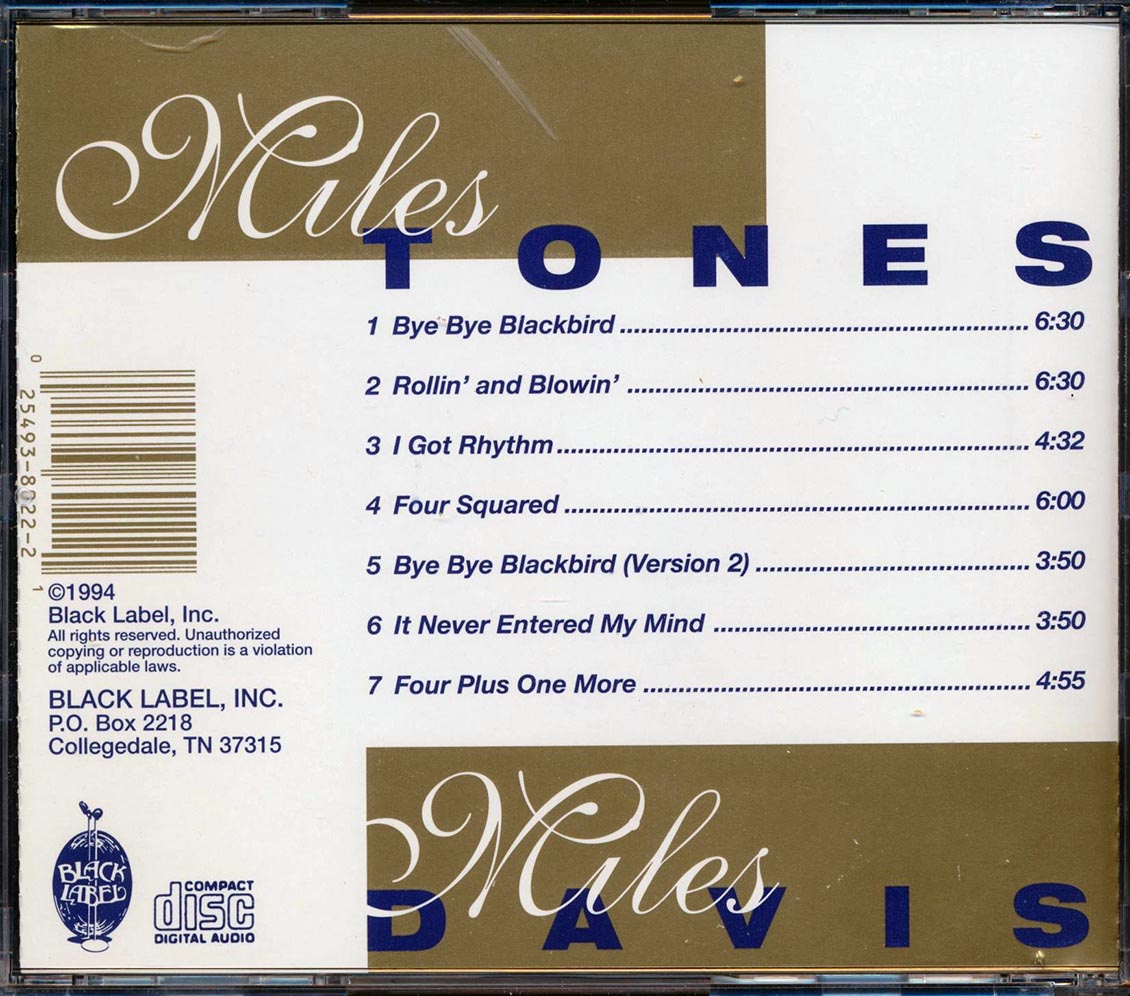 Miles
TONES
1 Bye Bye Blackbird ........................................................ 6:30
2 Rollin’ and Blowin’ ........................................................ 6:30
3 I Got Rhythm ................................................................. 4:32
4 Four Squared ................................................................ 6:00
5 Bye Bye Blackbird (Version 2) ...................................... 3:50
6 It Never Entered My Mind ............................................ 3:50
7 Four Plus One More ..................................................... 4:55
0 25493-8022-2 1
©1994
Black Label, Inc.
All rights reserved. Unauthorized
copying or reproduction is a violation
of applicable laws.
BLACK LABEL, INC.
P.O. Box 2218
Collegedale, TN 37315
BLACK
LABEL
COMPACT
disc
DIGITAL AUDIO
Miles
DAVIS